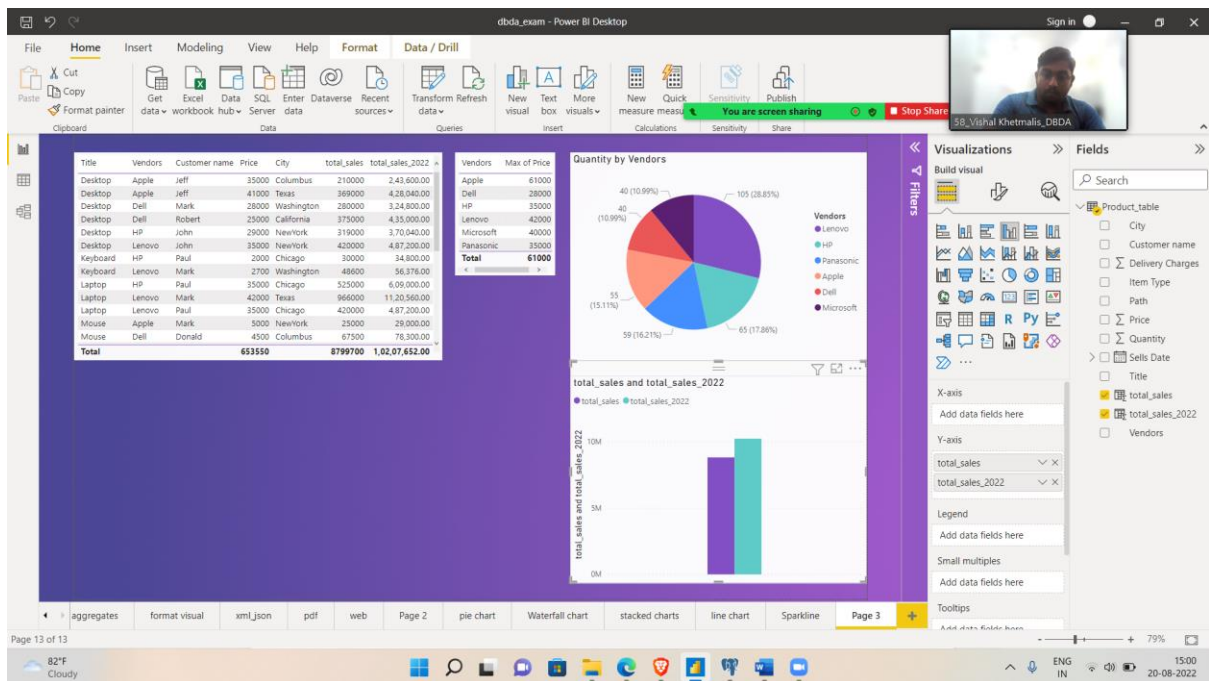 dbda_exam - Power BI Desktop
Sign in
File Home Insert Modeling View Help Format Data / Drill
Paste
Cut
Copy
Format painter
Get data
Excel workbook
Data hub
SQL Server
Enter data
Dataverse
Recent sources
Transform data
Refresh
New visual
Text box
More visuals
New measure
Quick measu
Sensitivity
Publish
You are screen sharing
Stop Share
58_Vishal Khetmalis_DBDA
Clipboard Data Queries Insert Calculations Sensitivity Share
Title Vendors Customer name Price City total_sales total_sales_2022
Desktop Apple Jeff 35000 Columbus 210000 2,43,600.00
Desktop Apple Jeff 41000 Texas 369000 4,28,040.00
Desktop Dell Mark 28000 Washington 280000 3,24,800.00
Desktop Dell Robert 25000 California 375000 4,35,000.00
Desktop HP John 29000 NewYork 319000 3,70,040.00
Desktop Lenovo John 35000 NewYork 420000 4,87,200.00
Keyboard HP Paul 2000 Chicago 30000 34,800.00
Keyboard Lenovo Mark 2700 Washington 48600 56,376.00
Laptop HP Paul 35000 Chicago 525000 6,09,000.00
Laptop Lenovo Mark 42000 Texas 966000 11,20,560.00
Laptop Lenovo Paul 35000 Chicago 420000 4,87,200.00
Mouse Apple Mark 5000 NewYork 25000 29,000.00
Mouse Dell Donald 4500 Columbus 67500 78,300.00
Total 653550 8799700 1,02,07,652.00
Vendors Max of Price
Apple 61000
Dell 28000
HP 35000
Lenovo 42000
Microsoft 40000
Panasonic 35000
Total 61000
Quantity by Vendors
40 (10.99%)
105 (28.85%)
40
(10.99%)
55
(15.11%)
59 (16.21%)
65 (17.86%)
Vendors
Lenovo
HP
Panasonic
Apple
Dell
Microsoft
total_sales and total_sales_2022
total_sales total_sales_2022
total_sales and total_sales_2022
10M
5M
0M
Filters
Visualizations
Build visual
R Py
X-axis
Add data fields here
Y-axis
total_sales
total_sales_2022
Legend
Add data fields here
Small multiples
Add data fields here
Tooltips
Add data fields here
Fields
Search
Product_table
City
Customer name
Delivery Charges
Item Type
Path
Price
Quantity
Sells Date
Title
total_sales
total_sales_2022
Vendors
aggregates format visual xml_json pdf web Page 2 pie chart Waterfall chart stacked charts line chart Sparkline Page 3
Page 13 of 13
79%
82°F
Cloudy
ENG
IN
15:00
20-08-2022